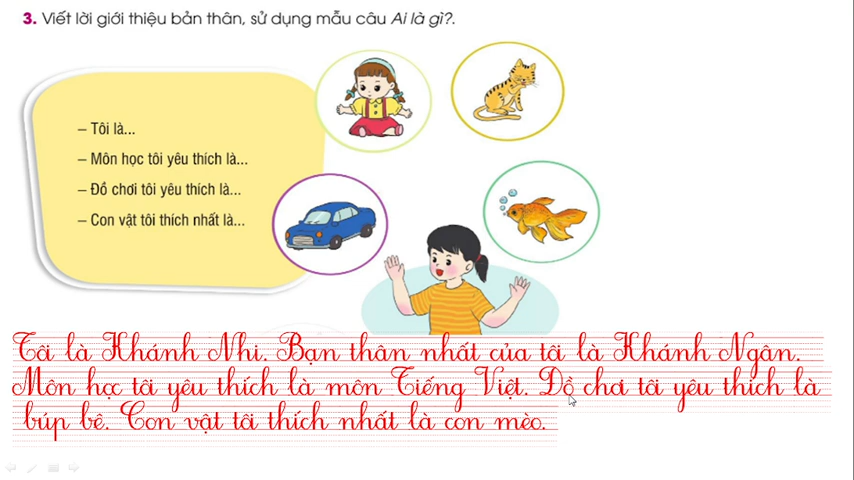 3. Viết lời giới thiệu bản thân, sử dụng mẫu câu Ai là gì?.
– Tôi là...
– Môn học tôi yêu thích là...
– Đồ chơi tôi yêu thích là...
– Con vật tôi thích nhất là...
Tôi là Khánh Nhi. Bạn thân nhất của tôi là Khánh Ngân.
Môn học tôi yêu thích là môn Tiếng Việt. Đồ chơi tôi yêu thích là
búp bê. Con vật tôi thích nhất là con mèo.